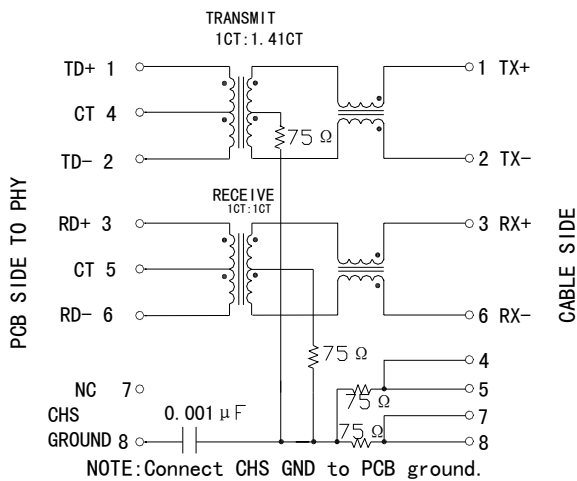 TRANSMIT
1CT:1.41CT
TD+ 1
1 TX+
CT 4
75 Ω
TD- 2
2 TX-
PCB SIDE TO PHY
CABLE SIDE
RECEIVE
1CT:1CT
RD+ 3
3 RX+
CT 5
RD- 6
6 RX-
75 Ω
4
NC 7
5
75 Ω
CHS
GROUND 8
0.001 μF
7
75 Ω
8
NOTE:Connect CHS GND to PCB ground.